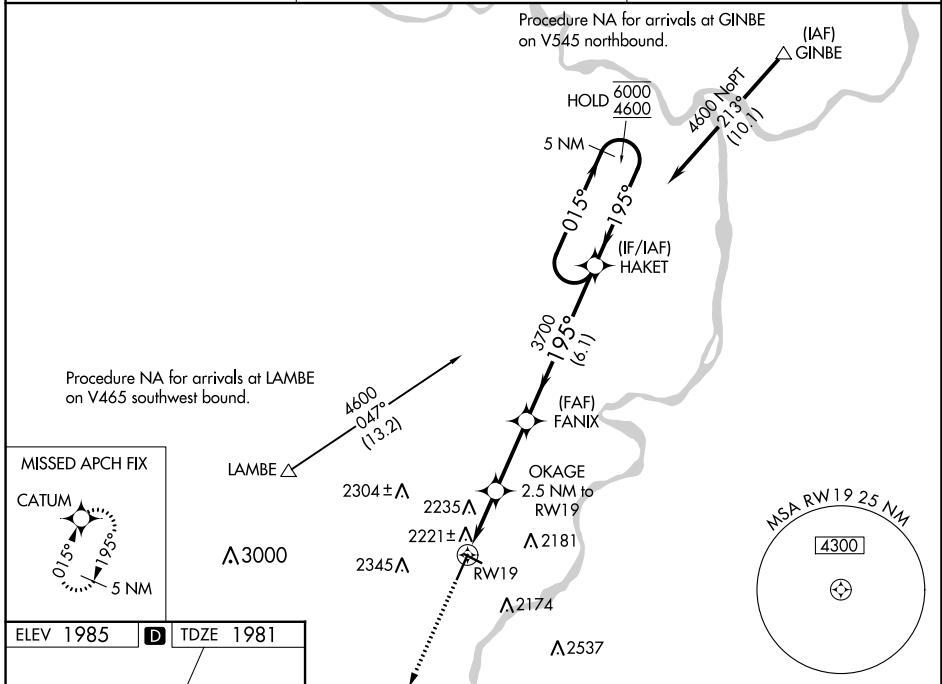 Procedure NA for arrivals at GINBE
on V545 northbound.
(IAF)
GINBE
HOLD 6000
4600
4600 NoPT
213°
(10.1)
5 NM
015°
195°
(IF/IAF)
HAKET
3700
195°
(6.1)
Procedure NA for arrivals at LAMBE
on V465 southwest bound.
4600
047°
(13.2)
(FAF)
FANIX
MISSED APCH FIX
CATUM
015°
195°
5 NM
LAMBE
OKAGE
2.5 NM to
RW19
2304±
2235
2221±
2181
3000
2345
RW19
2174
2537
MSA RW19 25 NM
4300
ELEV 1985 D TDZE 1981